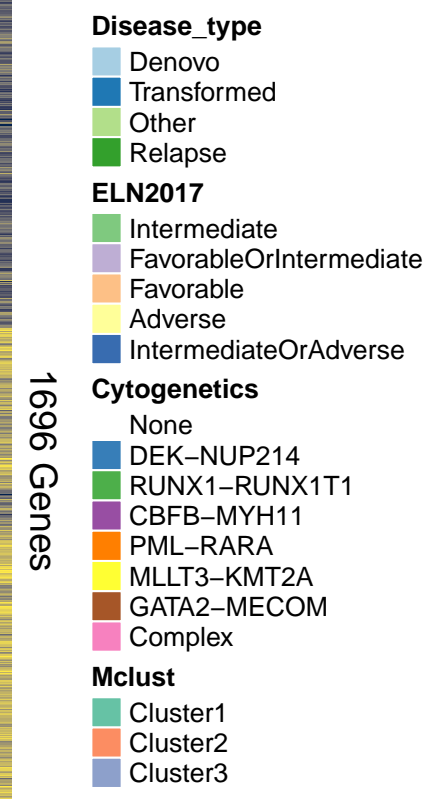 Disease_type
Denovo
Transformed
Other
Relapse
ELN2017
Intermediate
FavorableOrIntermediate
Favorable
Adverse
IntermediateOrAdverse
1696 Genes
Cytogenetics
None
DEK−NUP214
RUNX1−RUNX1T1
CBFB−MYH11
PML−RARA
MLLT3−KMT2A
GATA2−MECOM
Complex
Mclust
Cluster1
Cluster2
Cluster3